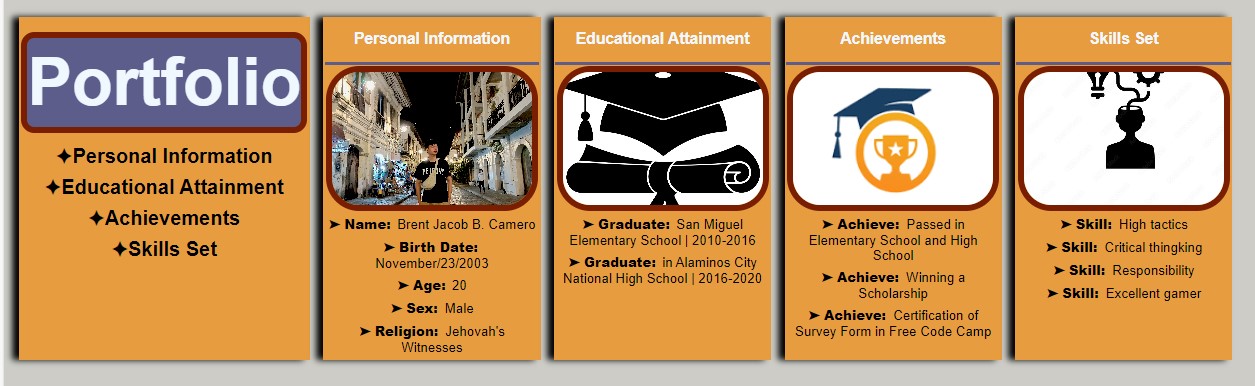 Portfolio
✦Personal Information
✦Educational Attainment
✦Achievements
✦Skills Set
Personal Information
➤ Name: Brent Jacob B. Camero
➤ Birth Date:
November/23/2003
➤ Age: 20
➤ Sex: Male
➤ Religion: Jehovah's
Witnesses
Educational Attainment
➤ Graduate: San Miguel
Elementary School | 2010-2016
➤ Graduate: in Alaminos City
National High School | 2016-2020
Achievements
➤ Achieve: Passed in
Elementary School and High
School
➤ Achieve: Winning a
Scholarship
➤ Achieve: Certification of
Survey Form in Free Code Camp
Skills Set
➤ Skill: High tactics
➤ Skill: Critical thingking
➤ Skill: Responsibility
➤ Skill: Excellent gamer